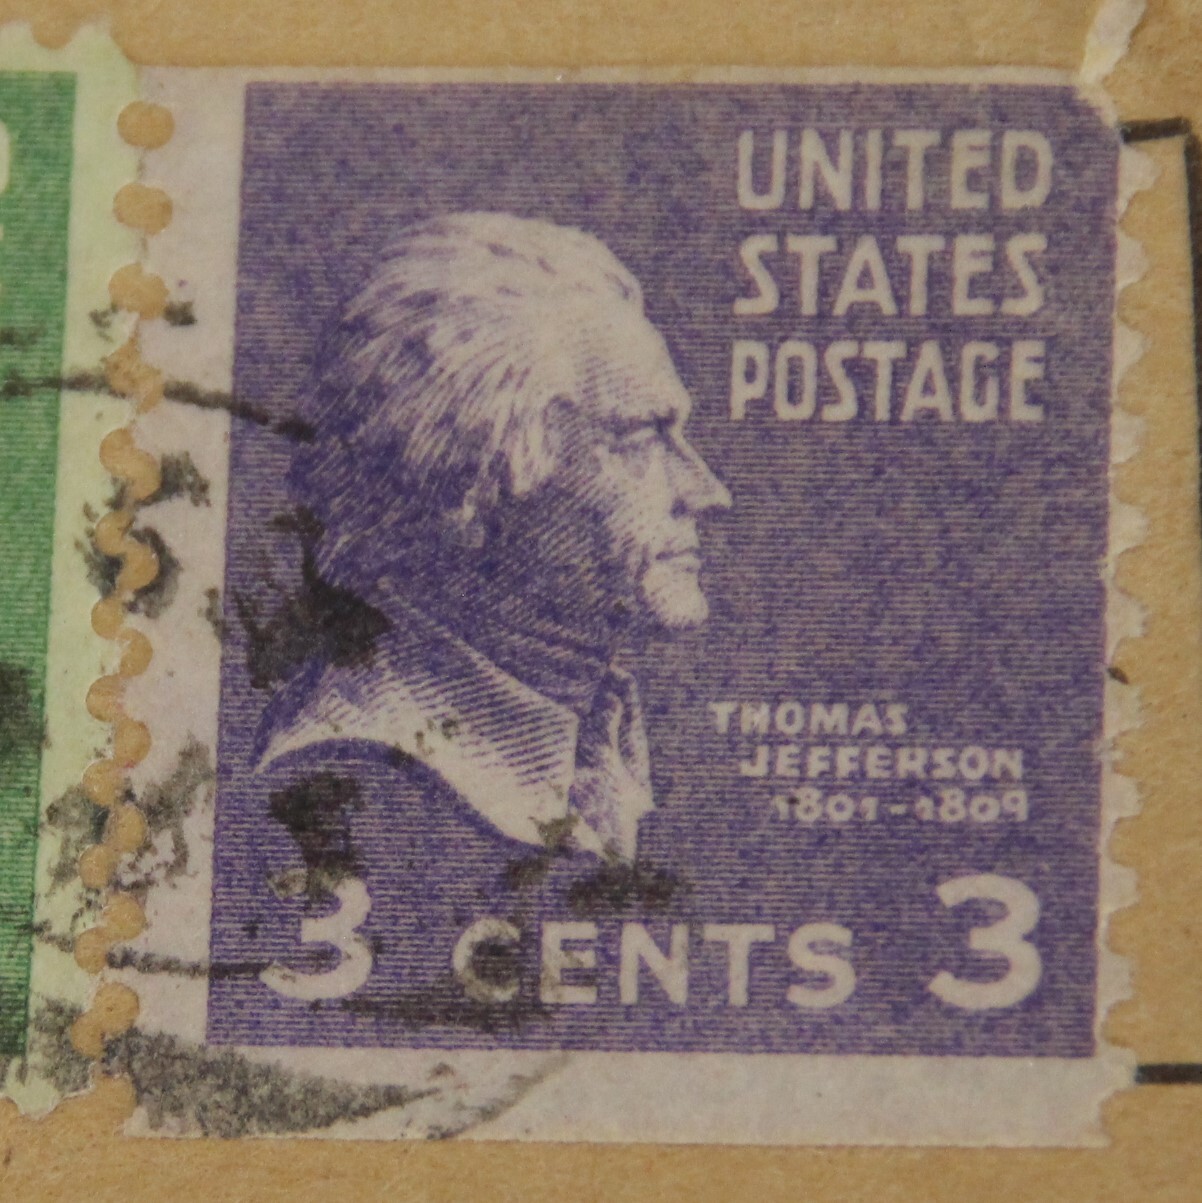 UNITED
STATES
POSTAGE
THOMAS
JEFFERSON
1801-1809
3 CENTS 3